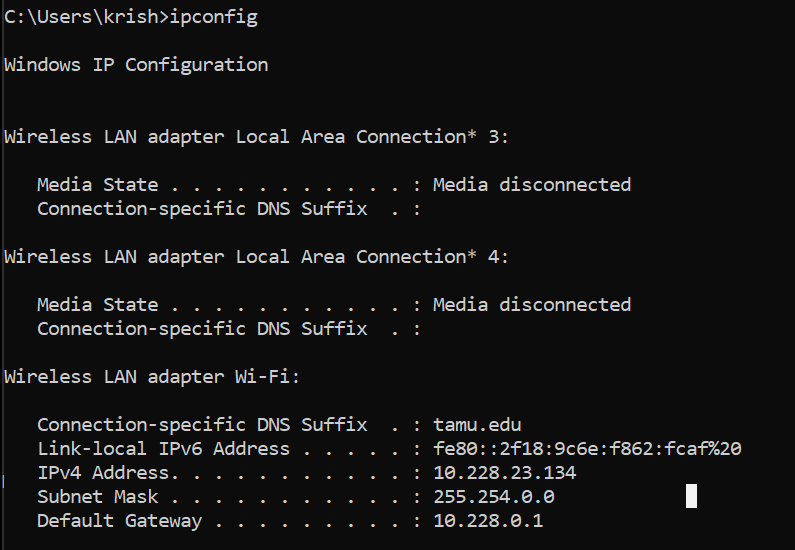 C:\Users\krish>ipconfig
Windows IP Configuration
Wireless LAN adapter Local Area Connection* 3:
Media State . . . . . . . . . . . : Media disconnected
Connection-specific DNS Suffix  . :
Wireless LAN adapter Local Area Connection* 4:
Media State . . . . . . . . . . . : Media disconnected
Connection-specific DNS Suffix  . :
Wireless LAN adapter Wi-Fi:
Connection-specific DNS Suffix  . : tamu.edu
Link-local IPv6 Address . . . . . : fe80::2f18:9c6e:f862:fcaf%20
IPv4 Address. . . . . . . . . . . : 10.228.23.134
Subnet Mask . . . . . . . . . . . : 255.254.0.0
Default Gateway . . . . . . . . . : 10.228.0.1